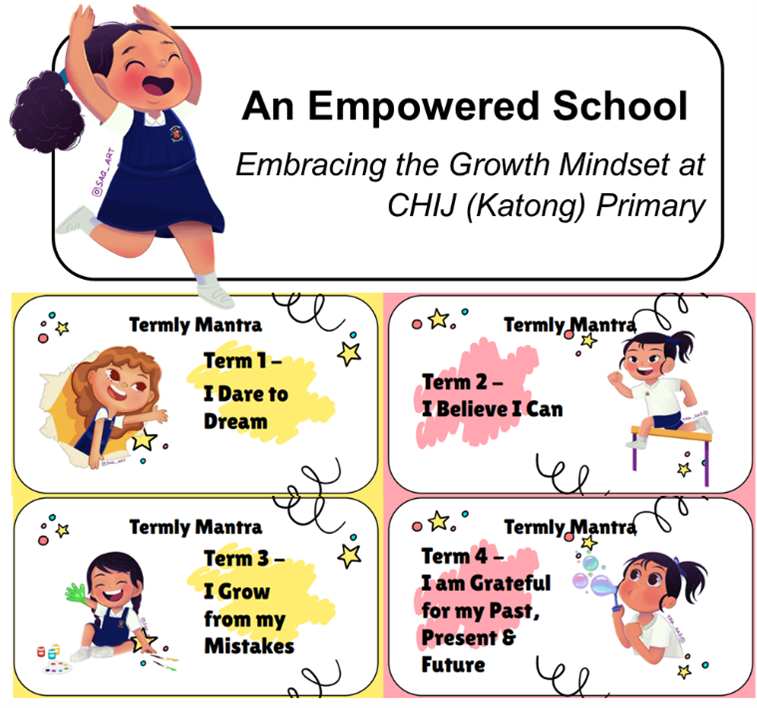 An Empowered School
Embracing the Growth Mindset at
CHIJ (Katong) Primary
@SAG_ART
Termly Mantra
Term 1 –
I Dare to
Dream
@SAG_ART
Termly Mantra
Term 2 –
I Believe I Can
Termly Mantra
Term 3 –
I Grow
from my
Mistakes
Termly Mantra
Term 4 –
I am Grateful
for my Past,
Present &
Future